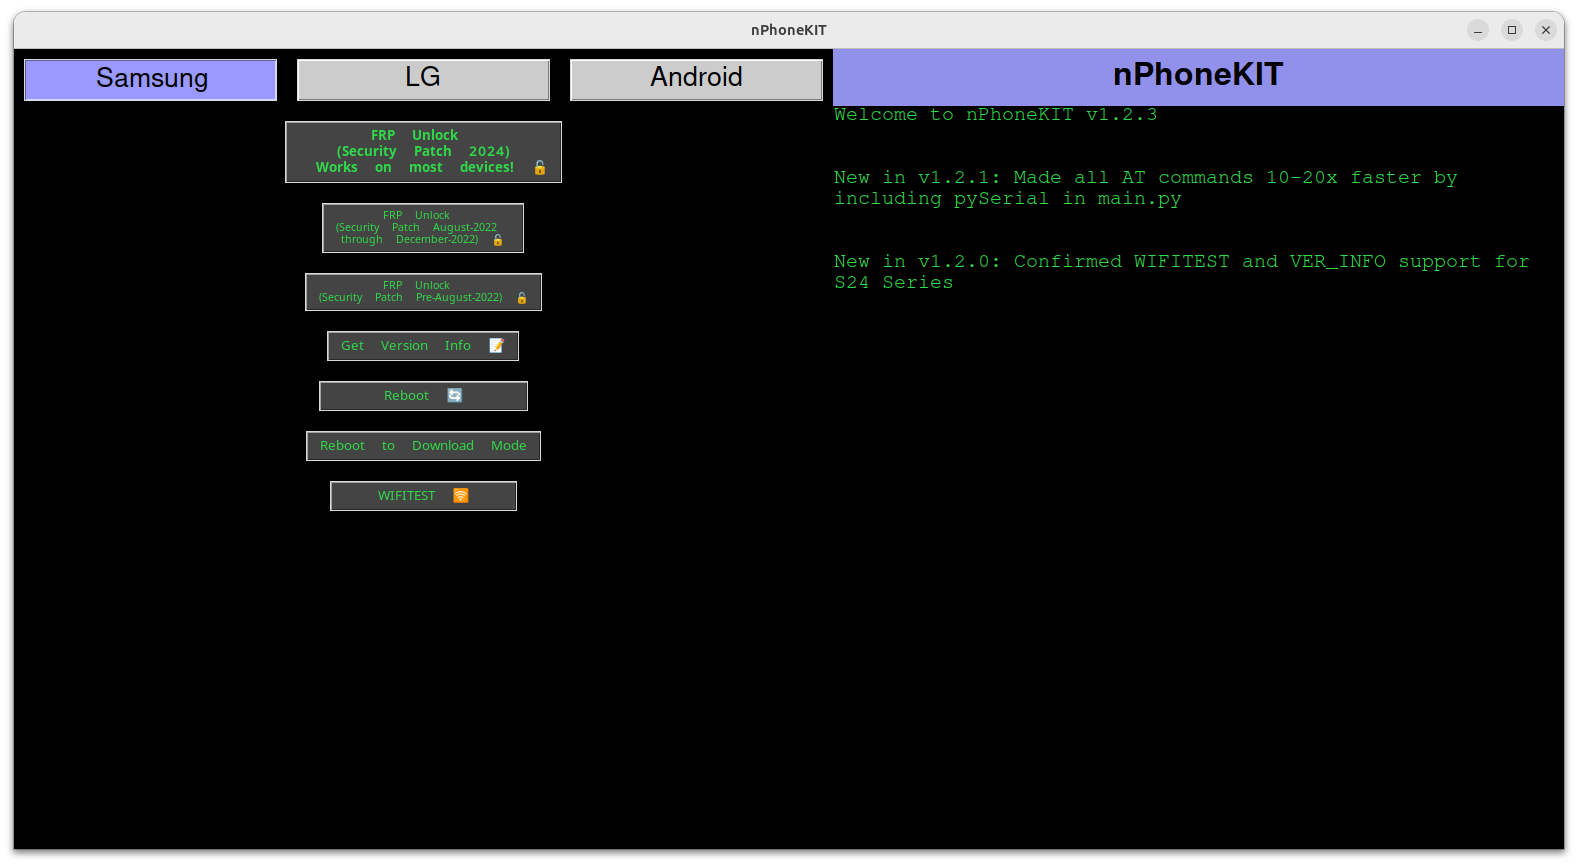 nPhoneKIT
Samsung
LG
Android
FRP Unlock
(Security Patch 2024)
Works on most devices! 🔓
FRP Unlock
(Security Patch August-2022
through December-2022) 🔓
FRP Unlock
(Security Patch Pre-August-2022) 🔓
Get Version Info 📝
Reboot 🔄
Reboot to Download Mode
WIFITEST 🛜
nPhoneKIT
Welcome to nPhoneKIT v1.2.3
New in v1.2.1: Made all AT commands 10-20x faster by
including pySerial in main.py
New in v1.2.0: Confirmed WIFITEST and VER_INFO support for
S24 Series